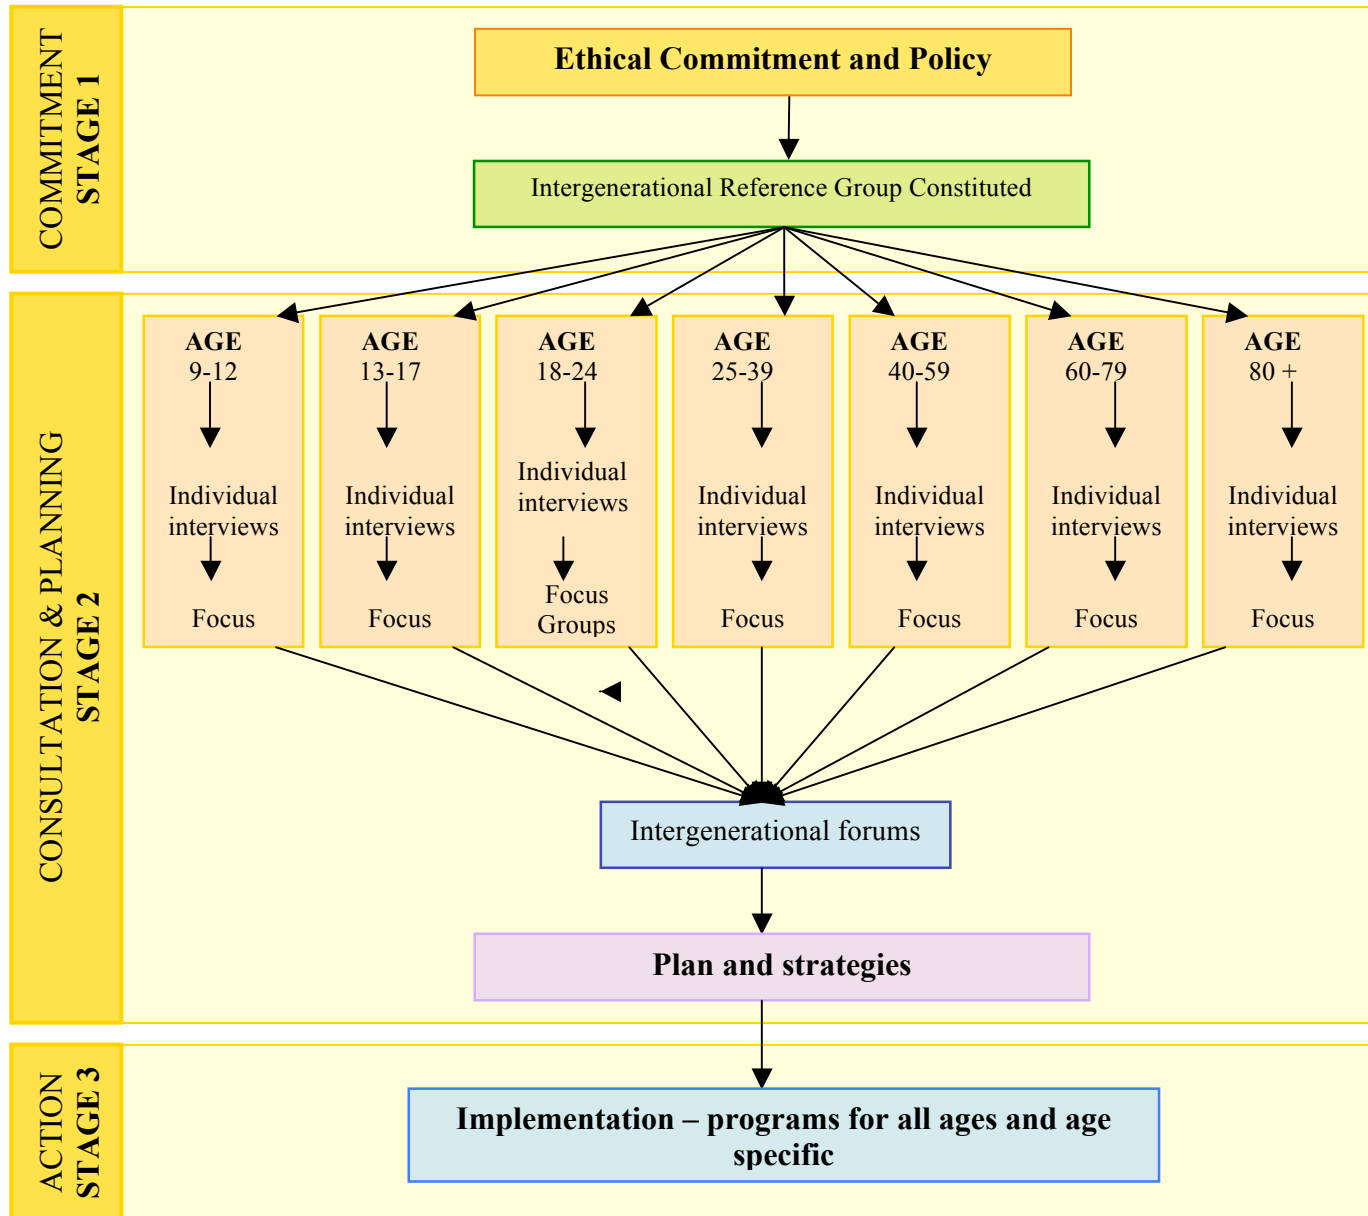 COMMITMENT
STAGE 1
Ethical Commitment and Policy
Intergenerational Reference Group Constituted
CONSULTATION & PLANNING
STAGE 2
AGE
9-12
Individual
interviews
Focus
AGE
13-17
Individual
interviews
Focus
AGE
18-24
Individual
interviews
Focus
Groups
AGE
25-39
Individual
interviews
Focus
AGE
40-59
Individual
interviews
Focus
AGE
60-79
Individual
interviews
Focus
AGE
80 +
Individual
interviews
Focus
Intergenerational forums
Plan and strategies
ACTION
STAGE 3
Implementation – programs for all ages and age
specific